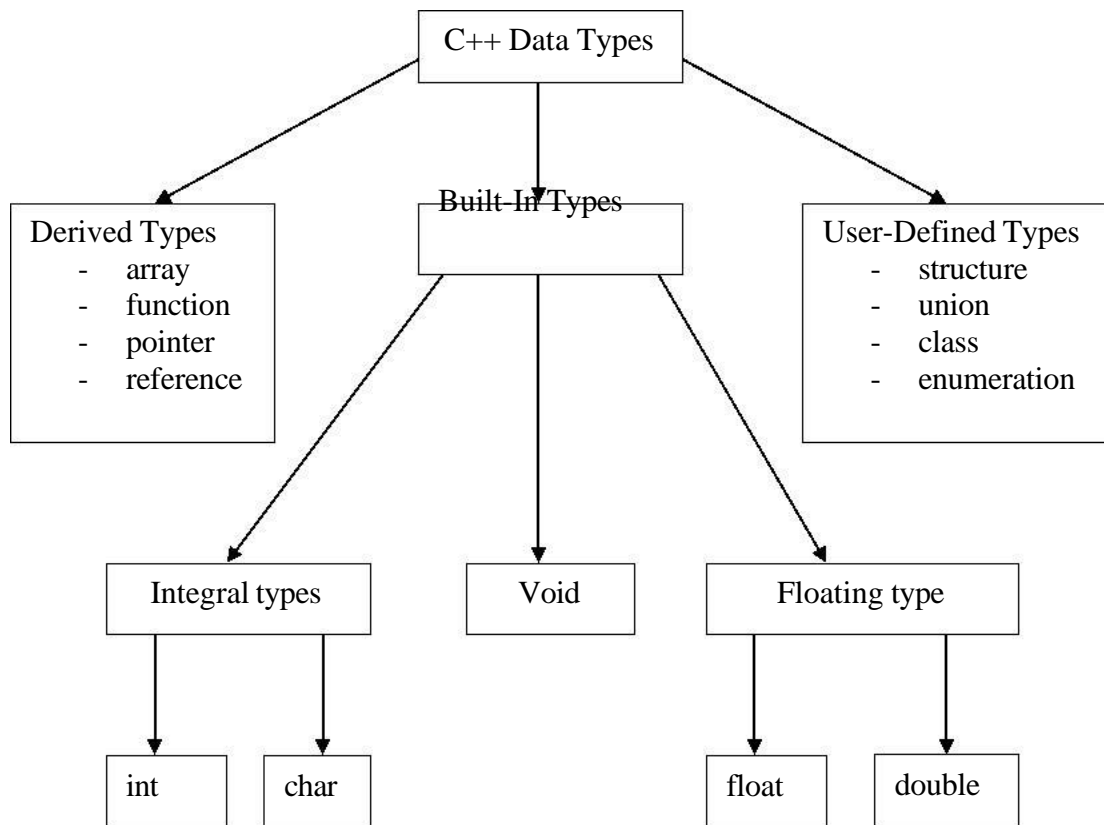 C++ Data Types
Built-In Types
Derived Types
- array
- function
- pointer
- reference
User-Defined Types
- structure
- union
- class
- enumeration
Integral types
Void
Floating type
int
char
float
double